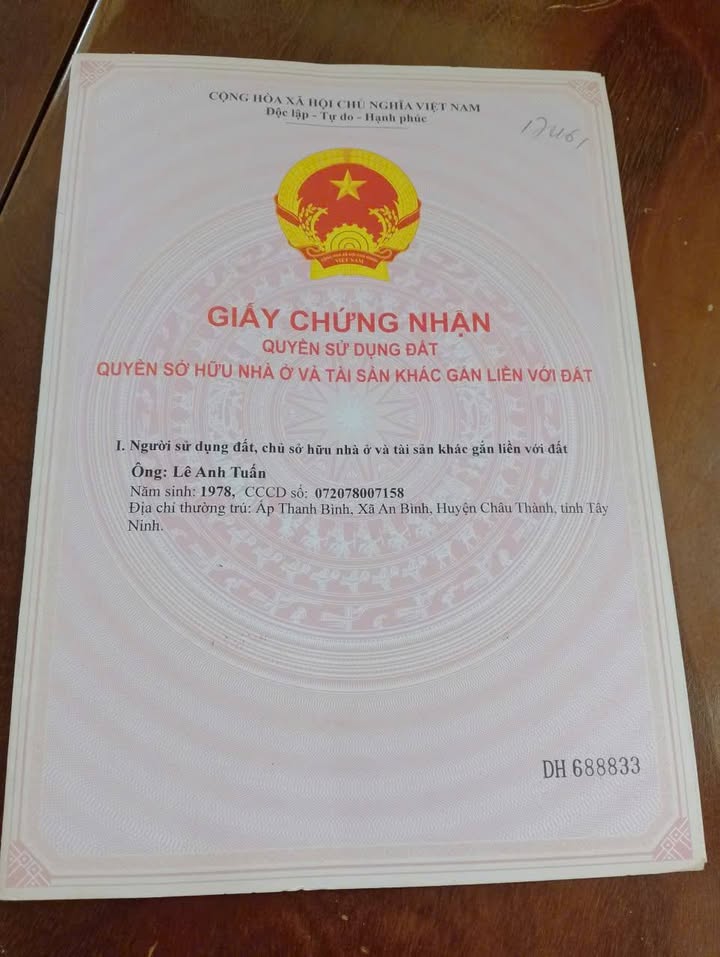 CỘNG HÒA XÃ HỘI CHỦ NGHĨA VIỆT NAM
Độc lập - Tự do - Hạnh phúc
VIỆT NAM
GIẤY CHỨNG NHẬN
QUYỀN SỬ DỤNG ĐẤT
QUYỀN SỞ HỮU NHÀ Ở VÀ TÀI SẢN KHÁC GẮN LIỀN VỚI ĐẤT
I. Người sử dụng đất, chủ sở hữu nhà ở và tài sản khác gắn liền với đất
Ông: Lê Anh Tuấn
Năm sinh: 1978, CCCD số: 072078007158
Địa chỉ thường trú: Ấp Thanh Bình, Xã An Bình, Huyện Châu Thành, tỉnh Tây
Ninh.
DH 688833